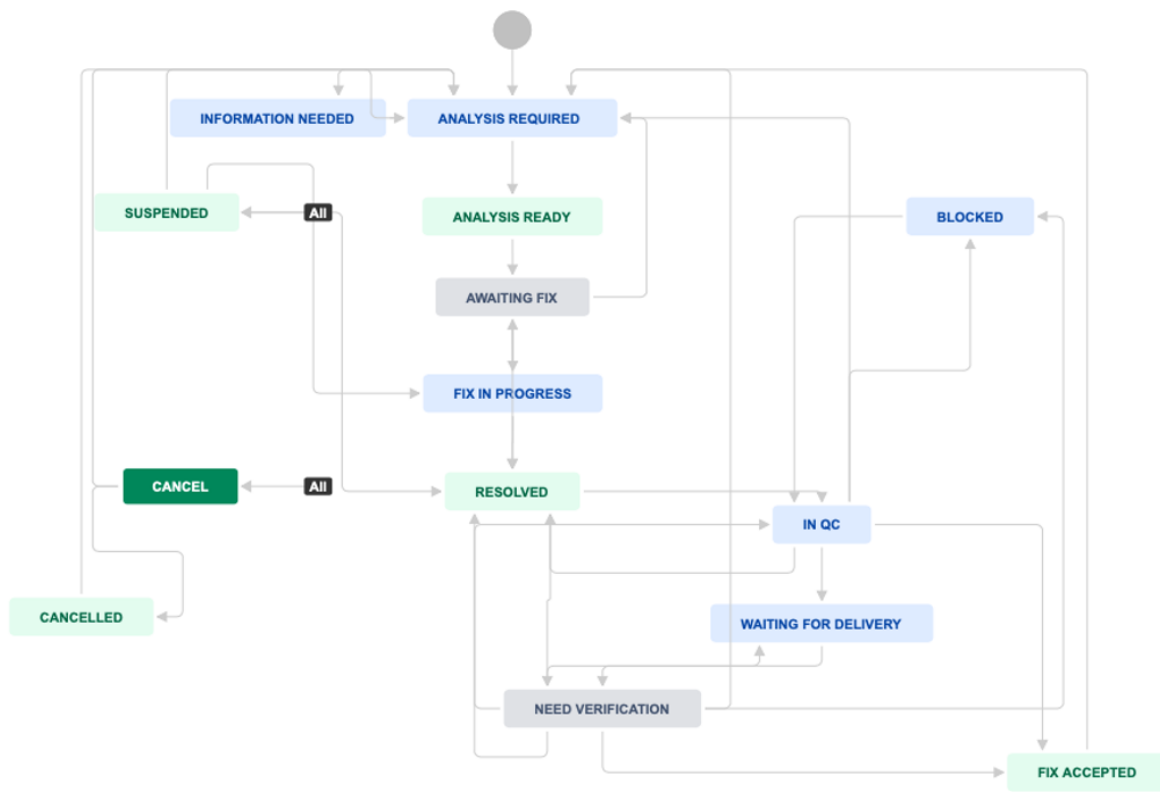 INFORMATION NEEDED
ANALYSIS REQUIRED
SUSPENDED
All
ANALYSIS READY
BLOCKED
AWAITING FIX
FIX IN PROGRESS
CANCEL
All
RESOLVED
IN QC
CANCELLED
WAITING FOR DELIVERY
NEED VERIFICATION
FIX ACCEPTED